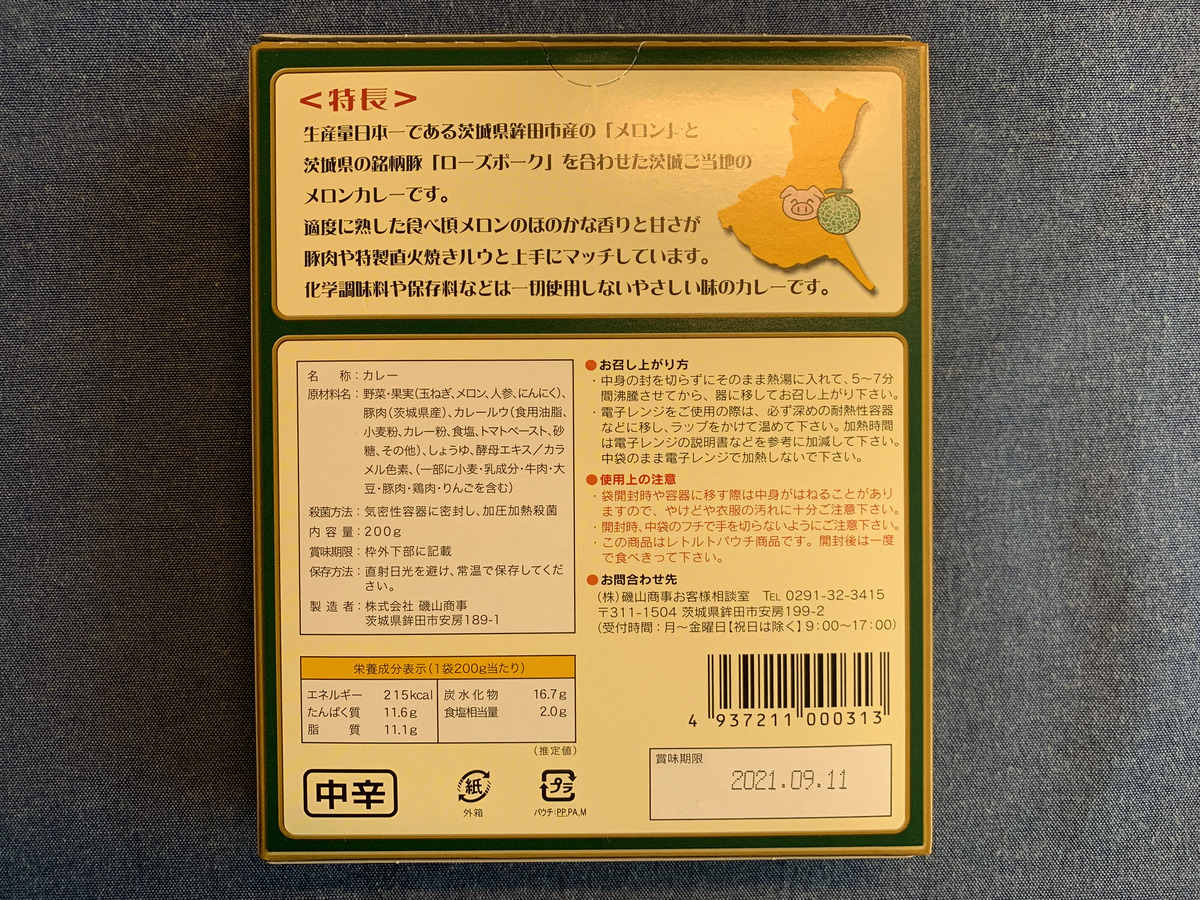 <特長>
生産量日本一である茨城県鉾田市産の「メロン」と
茨城県の銘柄豚「ローズポーク」を合わせた茨城ご当地の
メロンカレーです。
適度に熟した食べ頃メロンのほのかな香りと甘さが
豚肉や特製直火焼きルウと上手にマッチしています。
化学調味料や保存料などは一切使用しないやさしい味のカレーです。
名 称：カレー
原材料名：野菜・果実(玉ねぎ、メロン、人参、にんにく)、
豚肉(茨城県産)、カレールウ(食用油脂、
小麦粉、カレー粉、食塩、トマトペースト、砂
糖、その他)、しょうゆ、酵母エキス／カラ
メル色素、(一部に小麦・乳成分・牛肉・大
豆・豚肉・鶏肉・りんごを含む)
殺菌方法：気密性容器に密封し、加圧加熱殺菌
内容量：200g
賞味期限：枠外下部に記載
保存方法：直射日光を避け、常温で保存してくだ
さい。
製造者：株式会社 磯山商事
茨城県鉾田市安房189-1
栄養成分表示(1袋200g当たり)
エネルギー 215kcal 炭水化物 16.7g
たんぱく質 11.6g 食塩相当量 2.0g
脂 質 11.1g
(推定値)
中辛
紙
外箱
プラ
パウチ:PP,PA,M
●お召し上がり方
・中身の封を切らずにそのまま熱湯に入れて、5〜7分
間沸騰させてから、器に移してお召し上がり下さい。
・電子レンジをご使用の際は、必ず深めの耐熱性容器
などに移し、ラップをかけて温めて下さい。加熱時間
は電子レンジの説明書などを参考に加減して下さい。
中袋のまま電子レンジで加熱しないで下さい。
●使用上の注意
・袋開封時や容器に移す際は中身がはねることがあり
ますので、やけどや衣服の汚れに十分ご注意下さい。
・開封時、中袋のフチで手を切らないようにご注意下さい。
・この商品はレトルトパウチ商品です。開封後は一度
で食べきって下さい。
●お問合わせ先
(株)磯山商事お客様相談室 TEL 0291-32-3415
〒311-1504 茨城県鉾田市安房199-2
(受付時間：月〜金曜日【祝日は除く】9:00〜17:00)
4 937211 000313
賞味期限
2021.09.11